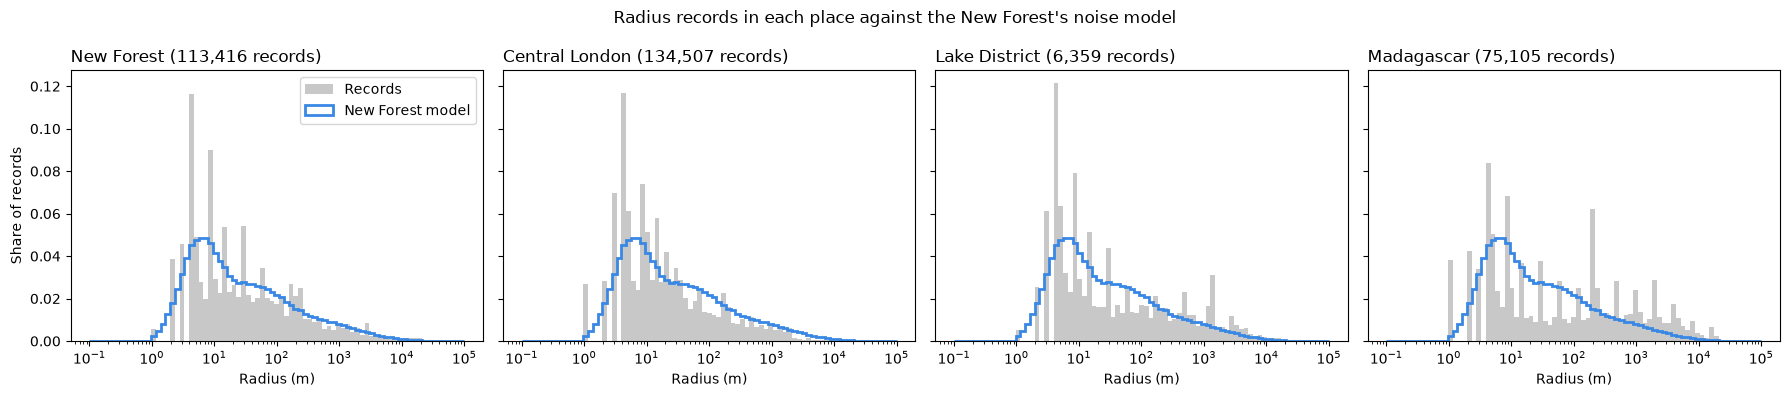 Radius records in each place against the New Forest's noise model
New Forest (113,416 records)
Central London (134,507 records)
Lake District (6,359 records)
Madagascar (75,105 records)
Records
New Forest model
Share of records
0.12
0.10
0.08
0.06
0.04
0.02
0.00
10⁻¹ 10⁰ 10¹ 10² 10³ 10⁴ 10⁵
10⁻¹ 10⁰ 10¹ 10² 10³ 10⁴ 10⁵
10⁻¹ 10⁰ 10¹ 10² 10³ 10⁴ 10⁵
10⁻¹ 10⁰ 10¹ 10² 10³ 10⁴ 10⁵
Radius (m)
Radius (m)
Radius (m)
Radius (m)